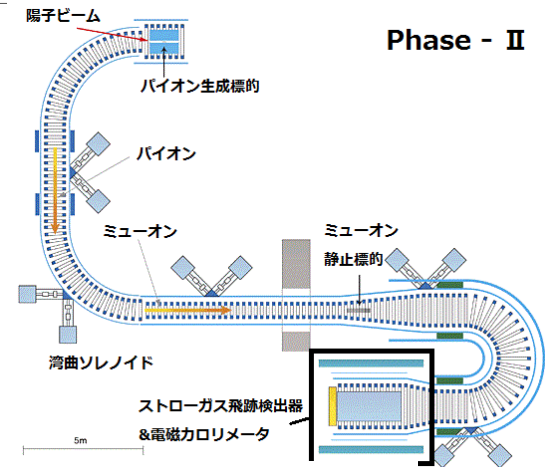 陽子ビーム
Phase - Ⅱ
パイオン生成標的
パイオン
ミューオン
ミューオン
静止標的
湾曲ソレノイド
ストローガス飛跡検出器
&電磁カロリメータ
5m